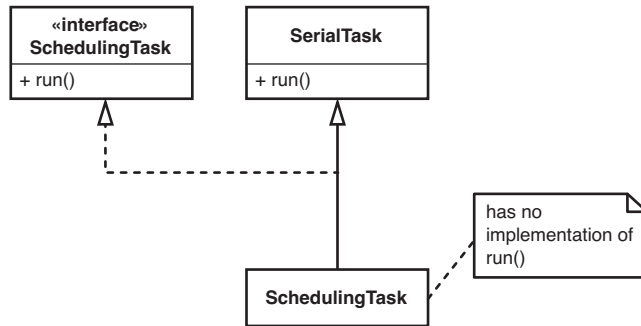 «interface»
SchedulingTask
+ run()
SerialTask
+ run()
has no
implementation of
run()
SchedulingTask